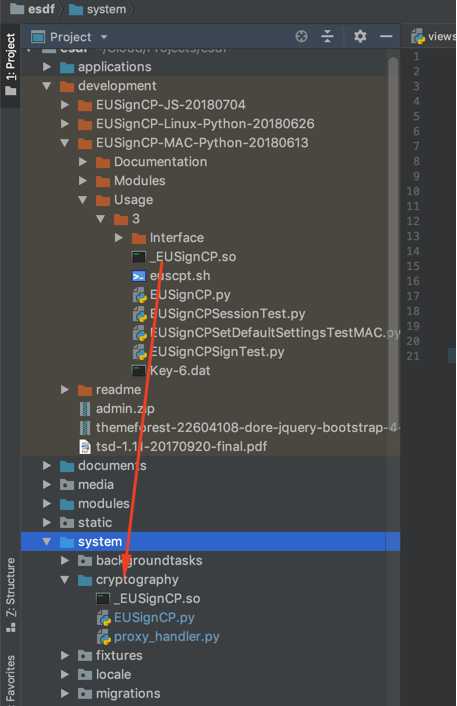 esdf
system
1: Project
Project
views
esdf ~/Cloud/Projects/esdf
applications
development
EUSignCP-JS-20180704
EUSignCP-Linux-Python-20180626
EUSignCP-MAC-Python-20180613
Documentation
Modules
Usage
3
Interface
_EUSignCP.so
euscpt.sh
EUSignCP.py
EUSignCPSessionTest.py
EUSignCPSetDefaultSettingsTestMAC.py
EUSignCPSignTest.py
Key-6.dat
readme
admin.zip
themeforest-22604108-dore-jquery-bootstrap-4-
tsd-1.11-20170920-final.pdf
documents
media
modules
static
system
backgroundtasks
cryptography
_EUSignCP.so
EUSignCP.py
proxy_handler.py
fixtures
locale
migrations
Z: Structure
Favorites
1
2
3
4
5
6
7
8
9
10
11
12
13
14
15
16
17
18
19
20
21